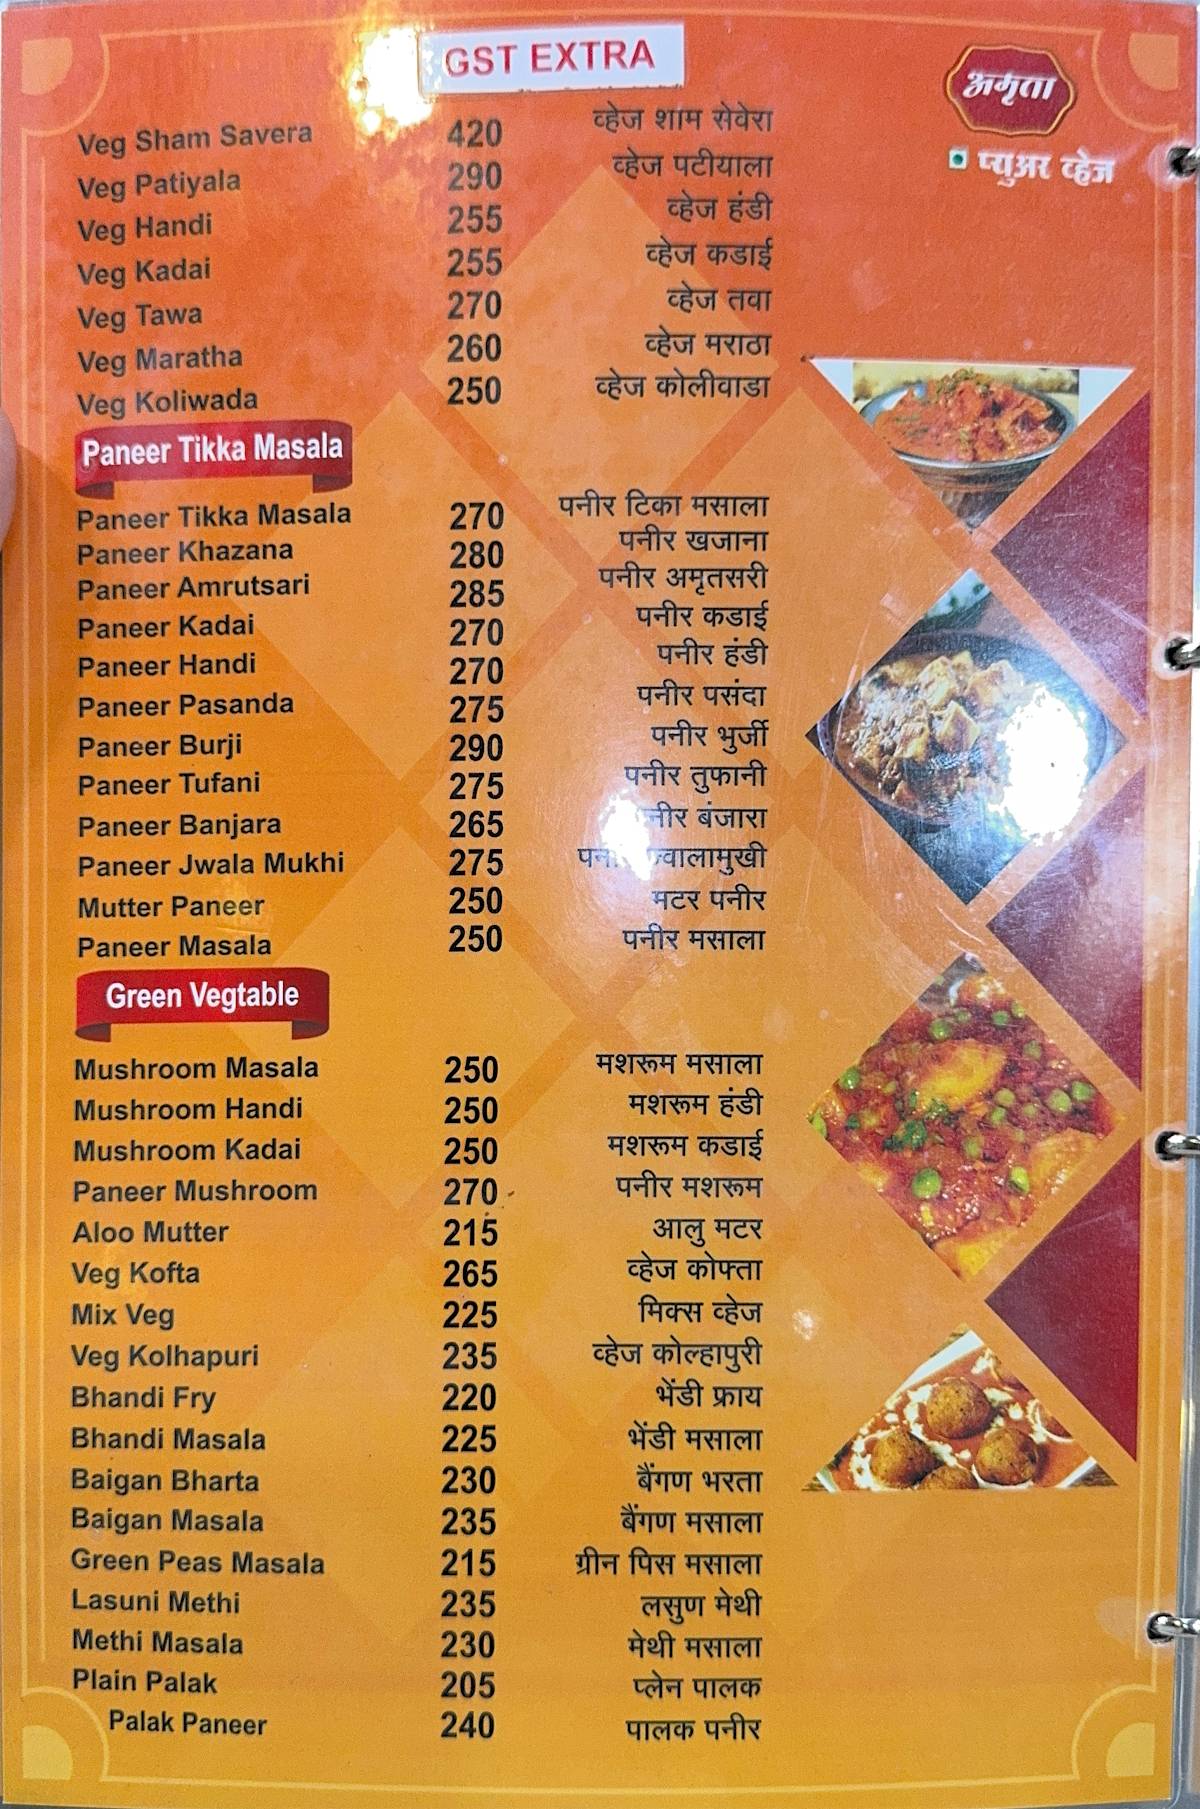 GST EXTRA
अमृता
प्युअर व्हेज
Veg Sham Savera 420 व्हेज शाम सेवेरा
Veg Patiyala 290 व्हेज पटीयाला
Veg Handi 255 व्हेज हंडी
Veg Kadai 255 व्हेज कडाई
Veg Tawa 270 व्हेज तवा
Veg Maratha 260 व्हेज मराठा
Veg Koliwada 250 व्हेज कोलीवाडा
Paneer Tikka Masala
Paneer Tikka Masala 270 पनीर टिका मसाला
Paneer Khazana 280 पनीर खजाना
Paneer Amrutsari 285 पनीर अमृतसरी
Paneer Kadai 270 पनीर कडाई
Paneer Handi 270 पनीर हंडी
Paneer Pasanda 275 पनीर पसंदा
Paneer Burji 290 पनीर भुर्जी
Paneer Tufani 275 पनीर तुफानी
Paneer Banjara 265 बंजारा
Paneer Jwala Mukhi 275
Mutter Paneer 250 मटर पनीर
Paneer Masala 250 पनीर मसाला
Green Vegtable
Mushroom Masala 250 मशरूम मसाला
Mushroom Handi 250 मशरूम हंडी
Mushroom Kadai 250 मशरूम कडाई
Paneer Mushroom 270 पनीर मशरूम
Aloo Mutter 215 आलु मटर
Veg Kofta 265 व्हेज कोफ्ता
Mix Veg 225 मिक्स व्हेज
Veg Kolhapuri 235 व्हेज कोल्हापुरी
Bhandi Fry 220 भेंडी फ्राय
Bhandi Masala 225 भेंडी मसाला
Baigan Bharta 230 बैंगण भरता
Baigan Masala 235 बैंगण मसाला
Green Peas Masala 215 ग्रीन पिस मसाला
Lasuni Methi 235 लसुण मेथी
Methi Masala 230 मेथी मसाला
Plain Palak 205 प्लेन पालक
Palak Paneer 240 पालक पनीर